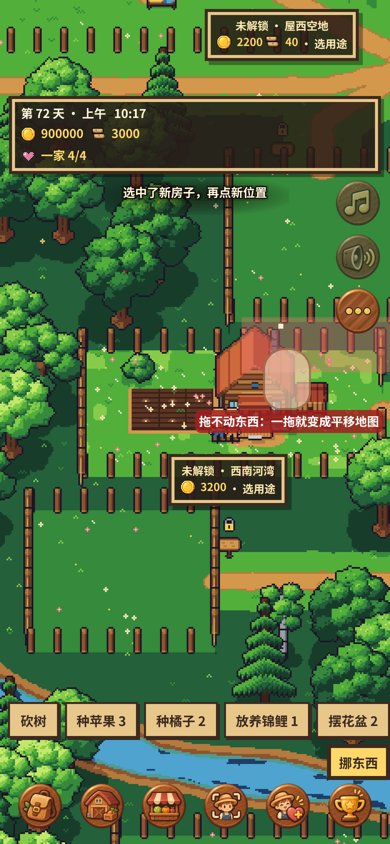 未解锁 · 屋西空地
2200 40 · 选用途
第 72 天 · 上午 10:17
900000 3000
一家 4/4
选中了新房子，再点新位置
拖不动东西：一拖就变成平移地图
未解锁 · 西南河湾
3200 · 选用途
砍树
种苹果 3
种橘子 2
放养锦鲤 1
摆花盆 2
挪东西